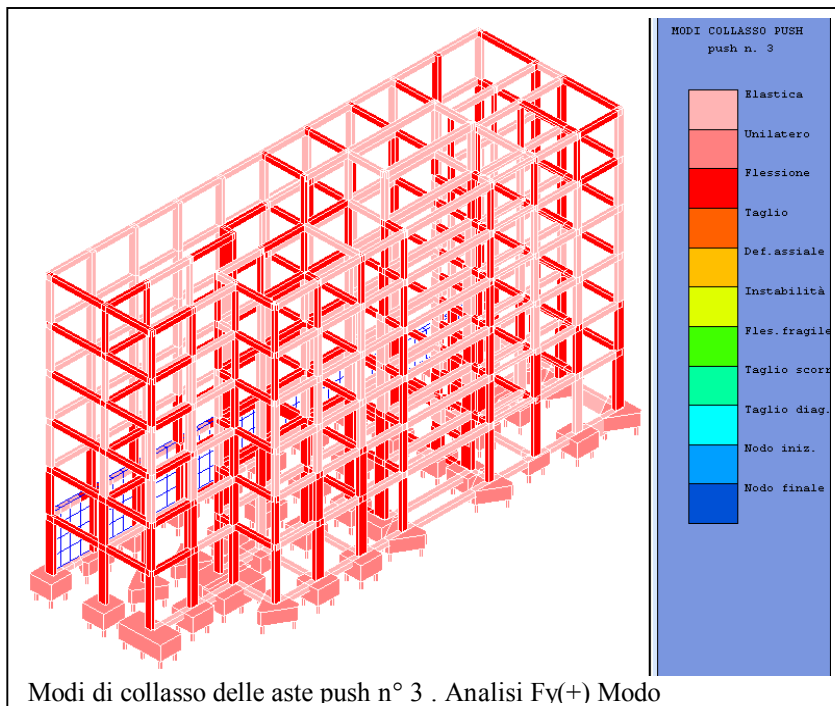 MODI COLLASSO PUSH
push n. 3
Elastica
Unilatero
Flessione
Taglio
Def.assiale
Instabilità
Fles.fragile
Taglio scorr
Taglio diag.
Nodo iniz.
Nodo finale
Modi di collasso delle aste push n° 3 . Analisi Fy(+) Modo